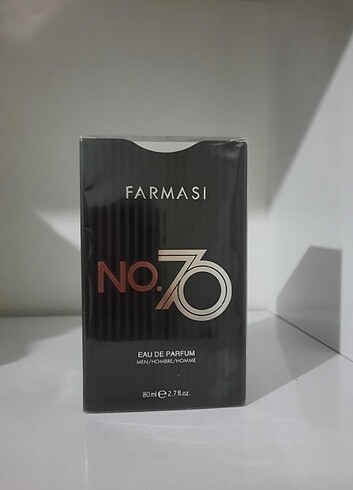 FARMASI
NO.70
EAU DE PARFUM
MEN/HOMBRE/HOMME
80ml ℮ 2.7 fl.oz.